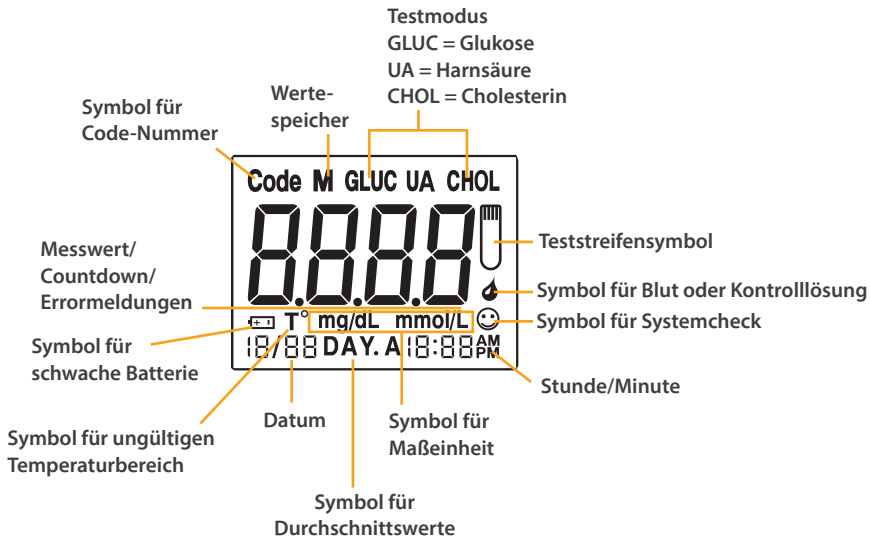 Testmodus
GLUC = Glukose
UA = Harnsäure
CHOL = Cholesterin
Werte-
speicher
Symbol für
Code-Nummer
Code M GLUC UA CHOL
8.8.8.8
Teststreifensymbol
Messwert/
Countdown/
Errormeldungen
Symbol für Blut oder Kontrolllösung
T° mg/dL mmol/L
Symbol für Systemcheck
18/88 DAY. A 18:88 AM
PM
Symbol für
schwache Batterie
Stunde/Minute
Datum
Symbol für
Maßeinheit
Symbol für ungültigen
Temperaturbereich
Symbol für
Durchschnittswerte